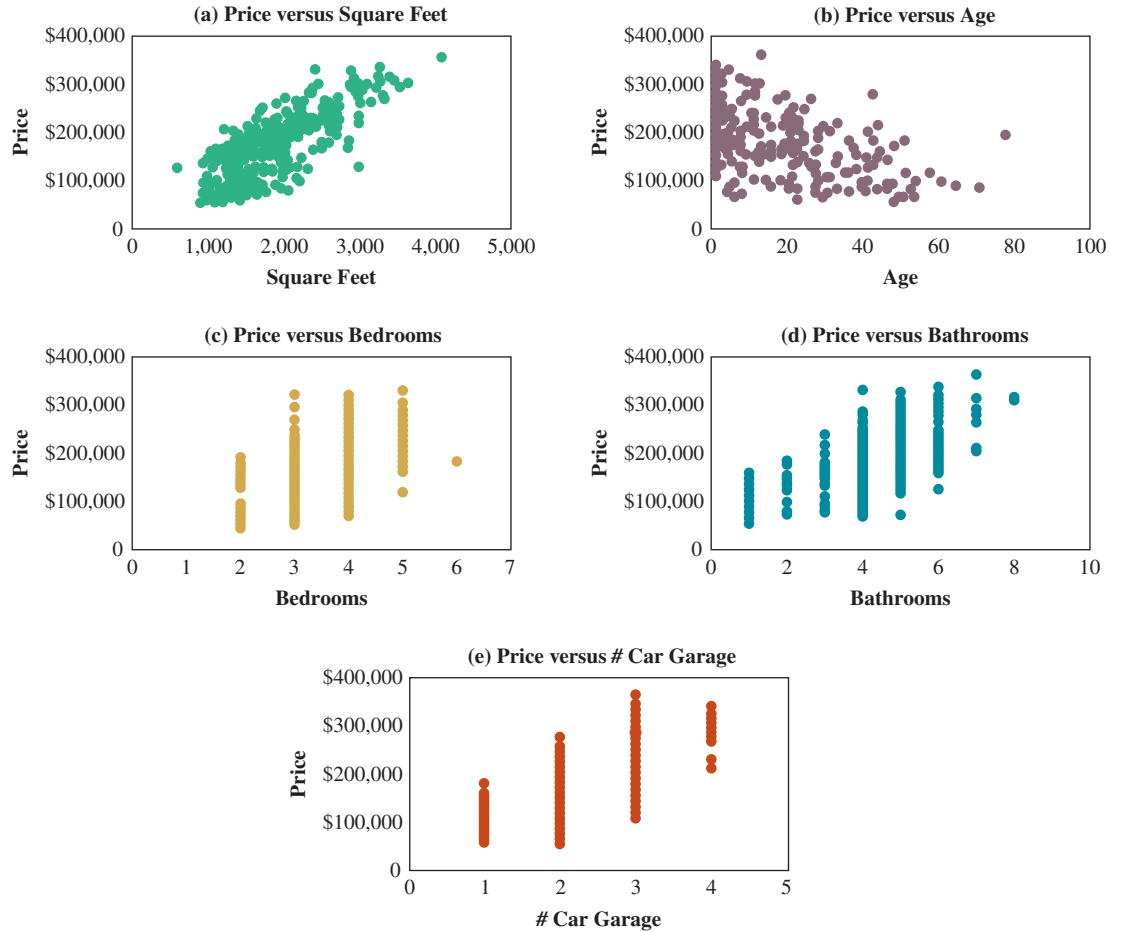 (a) Price versus Square Feet
$400,000
$300,000
$200,000
$100,000
0
Price
0 1,000 2,000 3,000 4,000 5,000
Square Feet
(b) Price versus Age
$400,000
$300,000
$200,000
$100,000
0
Price
0 20 40 60 80 100
Age
(c) Price versus Bedrooms
$400,000
$300,000
$200,000
$100,000
0
Price
0 1 2 3 4 5 6 7
Bedrooms
(d) Price versus Bathrooms
$400,000
$300,000
$200,000
$100,000
0
Price
0 2 4 6 8 10
Bathrooms
(e) Price versus # Car Garage
$400,000
$300,000
$200,000
$100,000
0
Price
0 1 2 3 4 5
# Car Garage